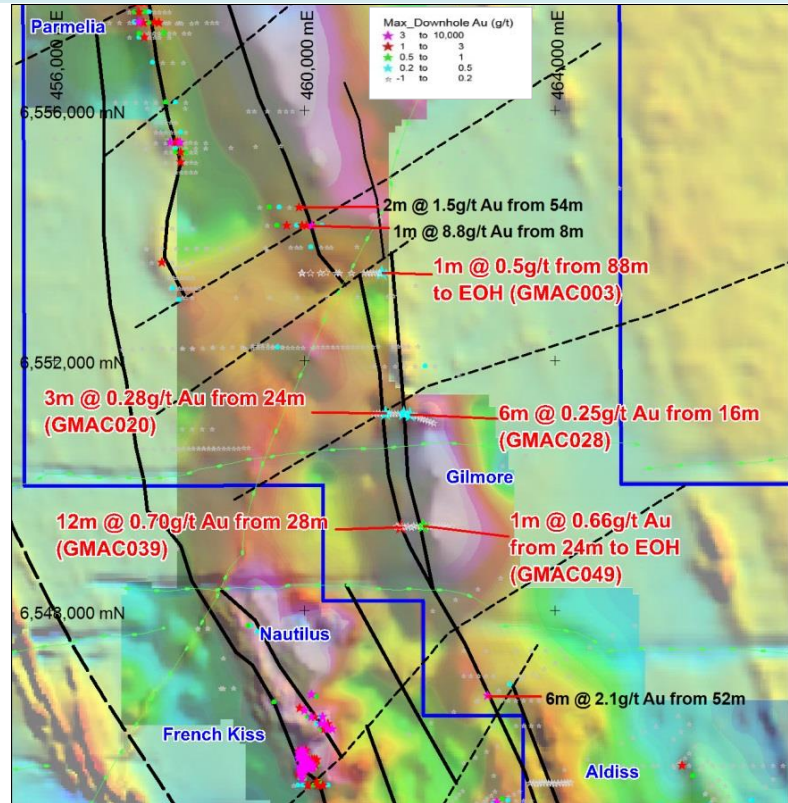 Parmelia
456,000 mE
460,000 mE
464,000 mE
Max_Downhole Au (g/t)
3 to 10,000
1 to 3
0.5 to 1
0.2 to 0.5
-1 to 0.2
6,556,000 mN
2m @ 1.5g/t Au from 54m
1m @ 8.8g/t Au from 8m
1m @ 0.5g/t from 88m
to EOH (GMAC003)
6,552,000 mN
3m @ 0.28g/t Au from 24m
(GMAC020)
6m @ 0.25g/t Au from 16m
(GMAC028)
Gilmore
12m @ 0.70g/t Au from 28m
(GMAC039)
1m @ 0.66g/t Au
from 24m to EOH
(GMAC049)
6,548,000 mN
Nautilus
6m @ 2.1g/t Au from 52m
French Kiss
Aldiss